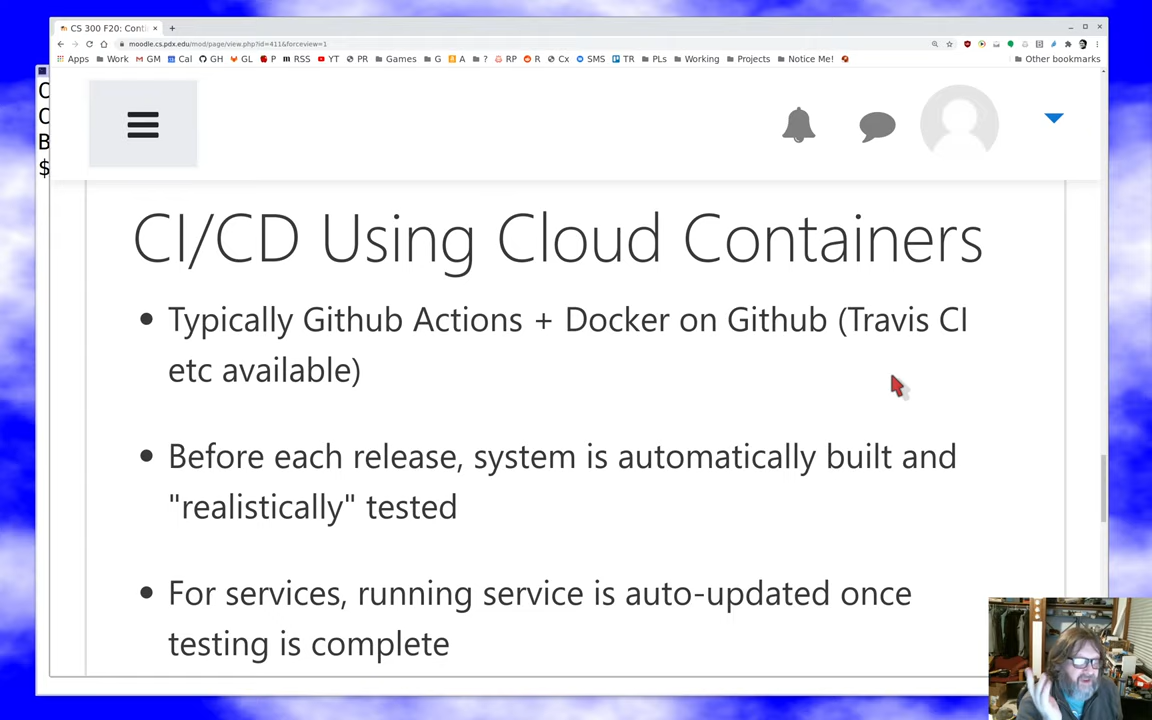 CS 300 F20: Conti
moodle.cs.pdx.edu/mod/page/view.php?id=411&forceview=1
Apps Work GM Cal GH GL P RSS YT PR Games G A ? RP R Cx SMS TR PLs Working Projects Notice Me! Other bookmarks
C
C
B
$
CI/CD Using Cloud Containers
• Typically Github Actions + Docker on Github (Travis CI
etc available)
• Before each release, system is automatically built and
"realistically" tested
• For services, running service is auto-updated once
testing is complete